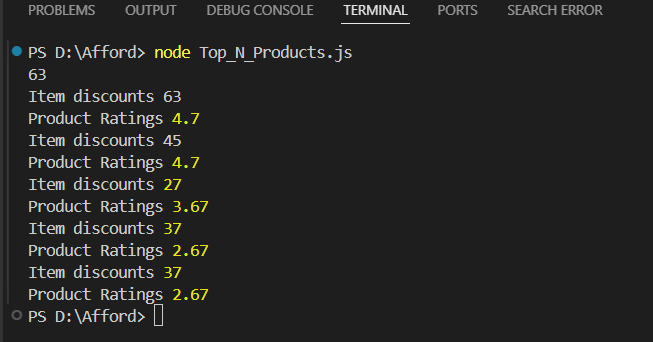 PROBLEMS OUTPUT DEBUG CONSOLE TERMINAL PORTS SEARCH ERROR
PS D:\Afford> node Top_N_Products.js
63
Item discounts 63
Product Ratings 4.7
Item discounts 45
Product Ratings 4.7
Item discounts 27
Product Ratings 3.67
Item discounts 37
Product Ratings 2.67
Item discounts 37
Product Ratings 2.67
PS D:\Afford>